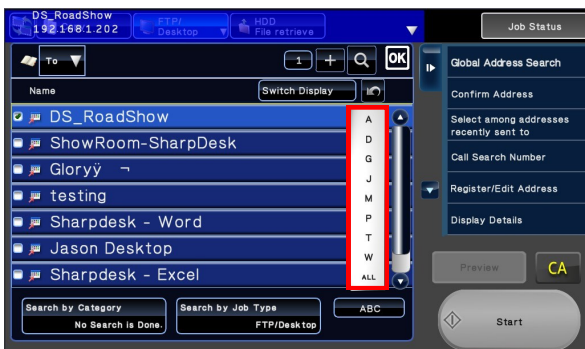 DS_RoadShow
192.168.1.202
FTP/
Desktop
HDD
File retrieve
Job Status
To
1
+
OK
Name
Switch Display
DS_RoadShow
ShowRoom-SharpDesk
Gloryÿ ¬
testing
Sharpdesk - Word
Jason Desktop
Sharpdesk - Excel
A
D
G
J
M
P
T
W
ALL
Search by Category
No Search is Done.
Search by Job Type
FTP/Desktop
ABC
Global Address Search
Confirm Address
Select among addresses
recently sent to
Call Search Number
Register/Edit Address
Display Details
Preview
CA
Start